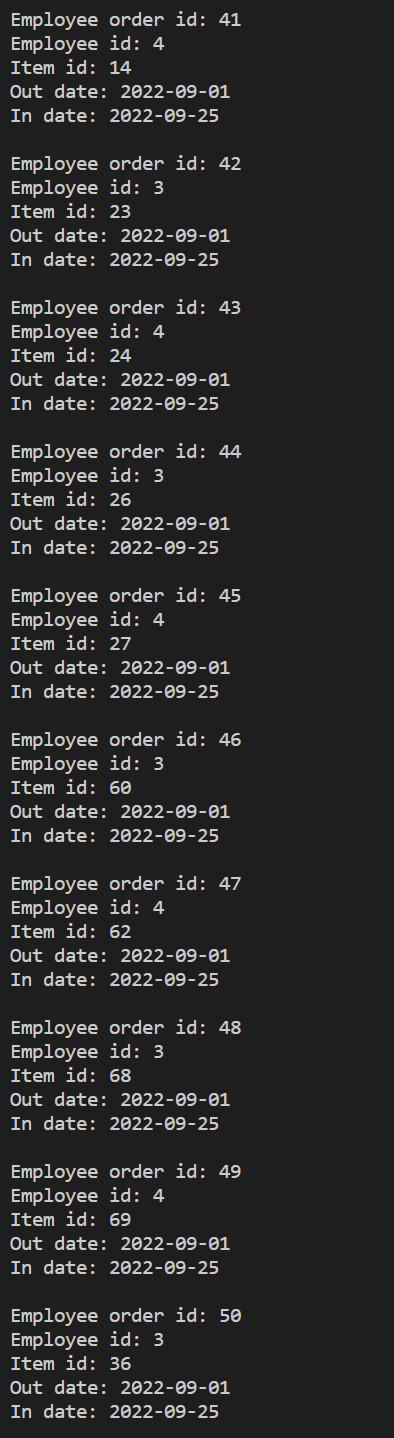 Employee order id: 41
Employee id: 4
Item id: 14
Out date: 2022-09-01
In date: 2022-09-25

Employee order id: 42
Employee id: 3
Item id: 23
Out date: 2022-09-01
In date: 2022-09-25

Employee order id: 43
Employee id: 4
Item id: 24
Out date: 2022-09-01
In date: 2022-09-25

Employee order id: 44
Employee id: 3
Item id: 26
Out date: 2022-09-01
In date: 2022-09-25

Employee order id: 45
Employee id: 4
Item id: 27
Out date: 2022-09-01
In date: 2022-09-25

Employee order id: 46
Employee id: 3
Item id: 60
Out date: 2022-09-01
In date: 2022-09-25

Employee order id: 47
Employee id: 4
Item id: 62
Out date: 2022-09-01
In date: 2022-09-25

Employee order id: 48
Employee id: 3
Item id: 68
Out date: 2022-09-01
In date: 2022-09-25

Employee order id: 49
Employee id: 4
Item id: 69
Out date: 2022-09-01
In date: 2022-09-25

Employee order id: 50
Employee id: 3
Item id: 36
Out date: 2022-09-01
In date: 2022-09-25